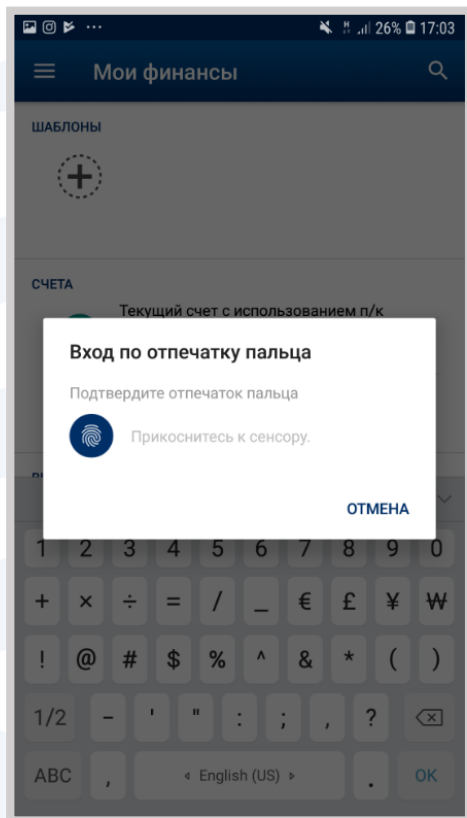 26% 17:03
Мои финансы
ШАБЛОНЫ
СЧЕТА
Текущий счет с использованием п/к
Вход по отпечатку пальца
Подтвердите отпечаток пальца
Прикоснитесь к сенсору.
ОТМЕНА
1 2 3 4 5 6 7 8 9 0
+ × ÷ = / _ € £ ¥ ₩
! @ # $ % ^ & * ( )
1/2 - ' " : ; , ?
ABC , English (US) . OK